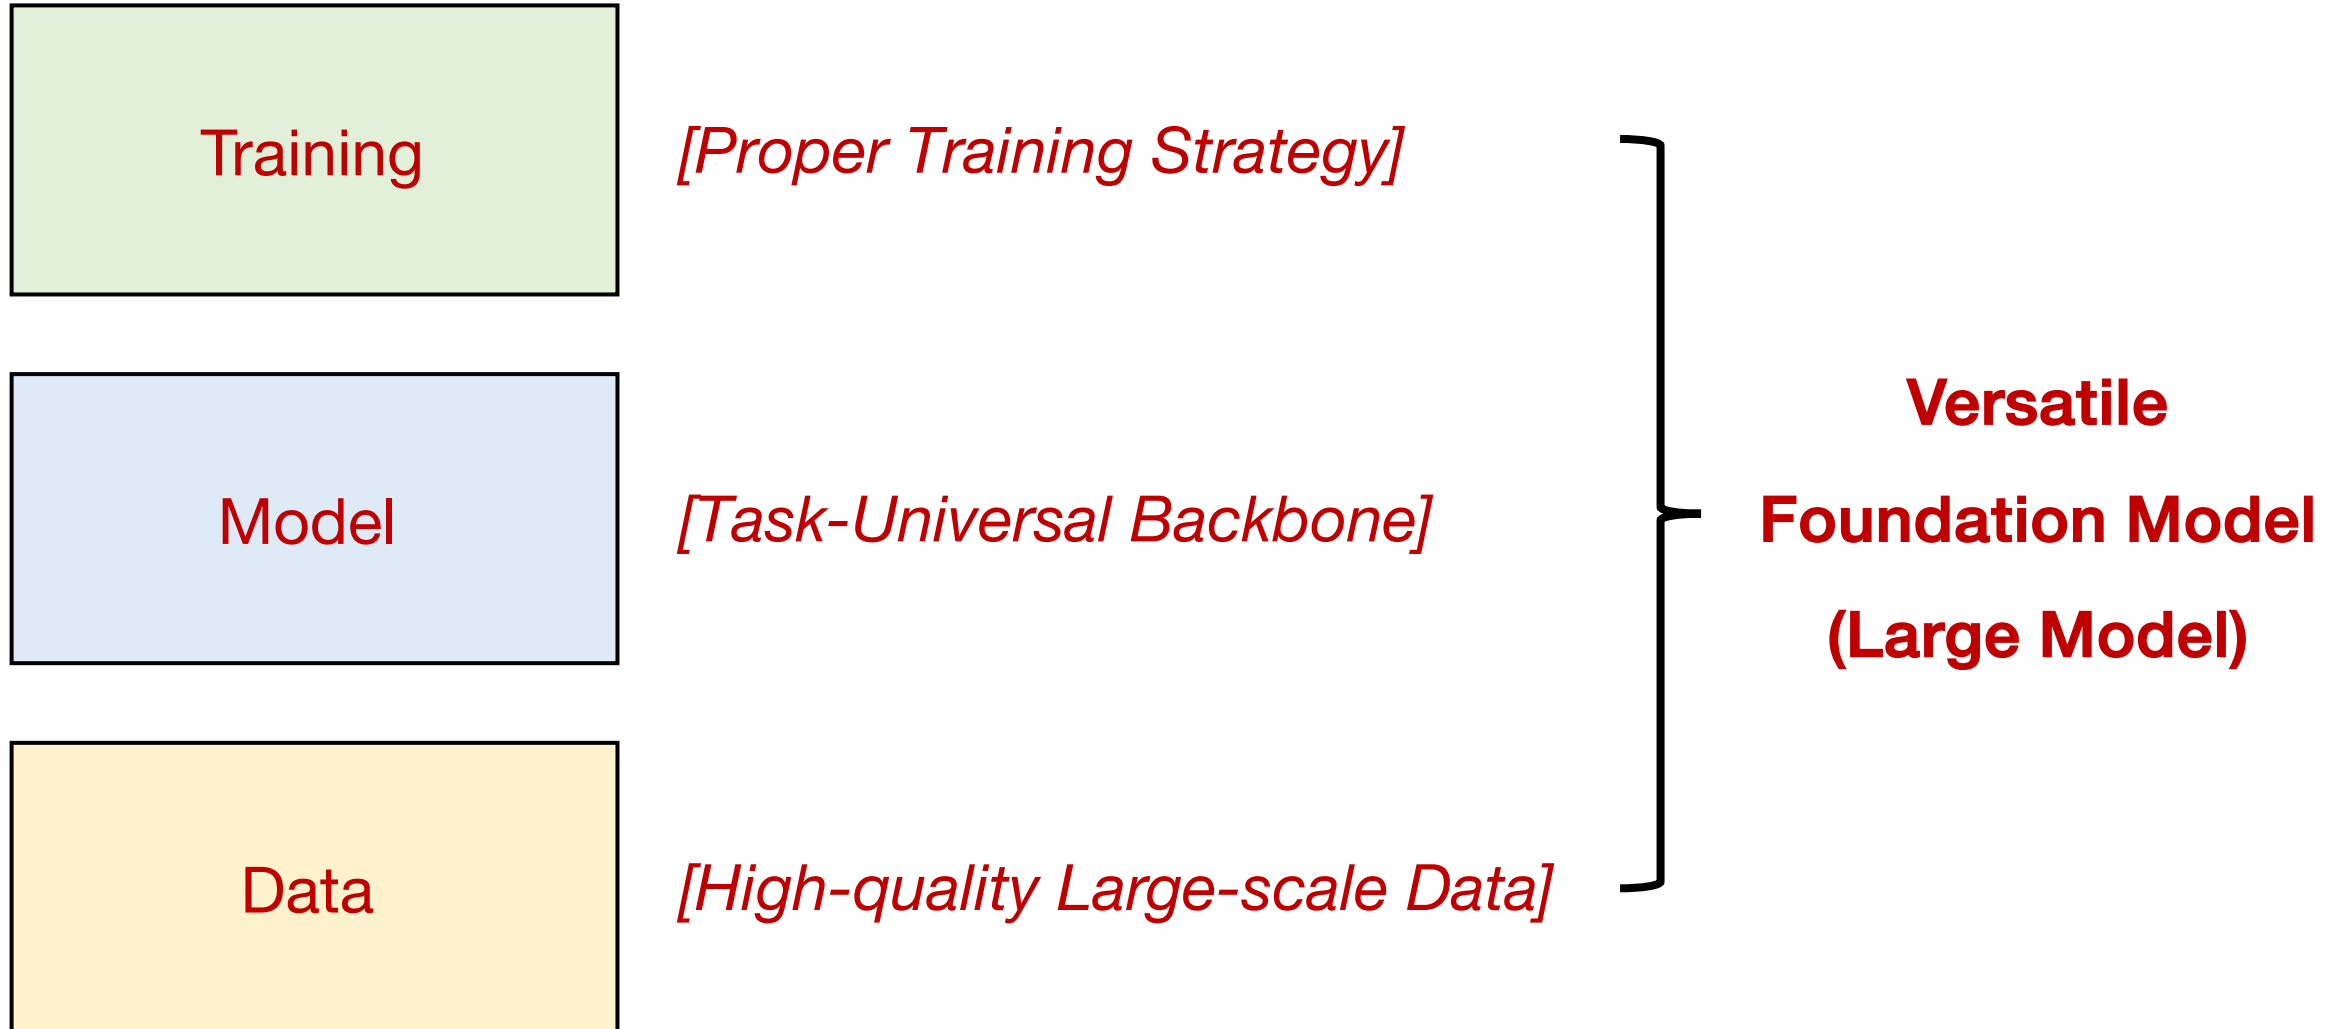 Training
[Proper Training Strategy]
Model
[Task-Universal Backbone]
Data
[High-quality Large-scale Data]
Versatile
Foundation Model
(Large Model)